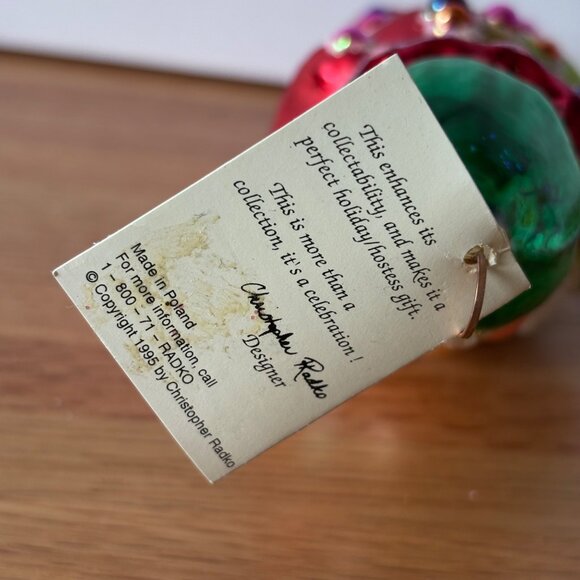 This enhances its
collectability, and makes it a
perfect holiday/hostess gift.
This is more than a
collection, it's a celebration!
Christopher Radko
Designer
Made in Poland
For more information, call
1 - 800 - 71 - RADKO
© Copyright 1995 by Christopher Radko